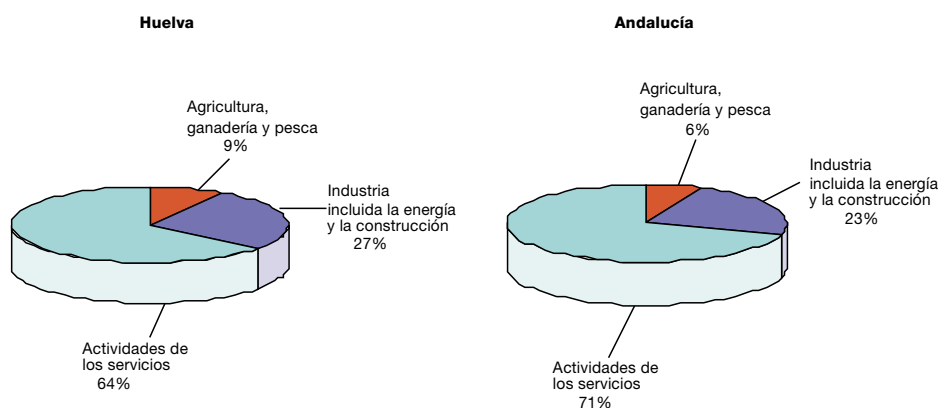 Huelva
Agricultura,
ganadería y pesca
9%
Industria
incluida la energía
y la construcción
27%
Actividades de
los servicios
64%
Andalucía
Agricultura,
ganadería y pesca
6%
Industria
incluida la energía
y la construcción
23%
Actividades de
los servicios
71%